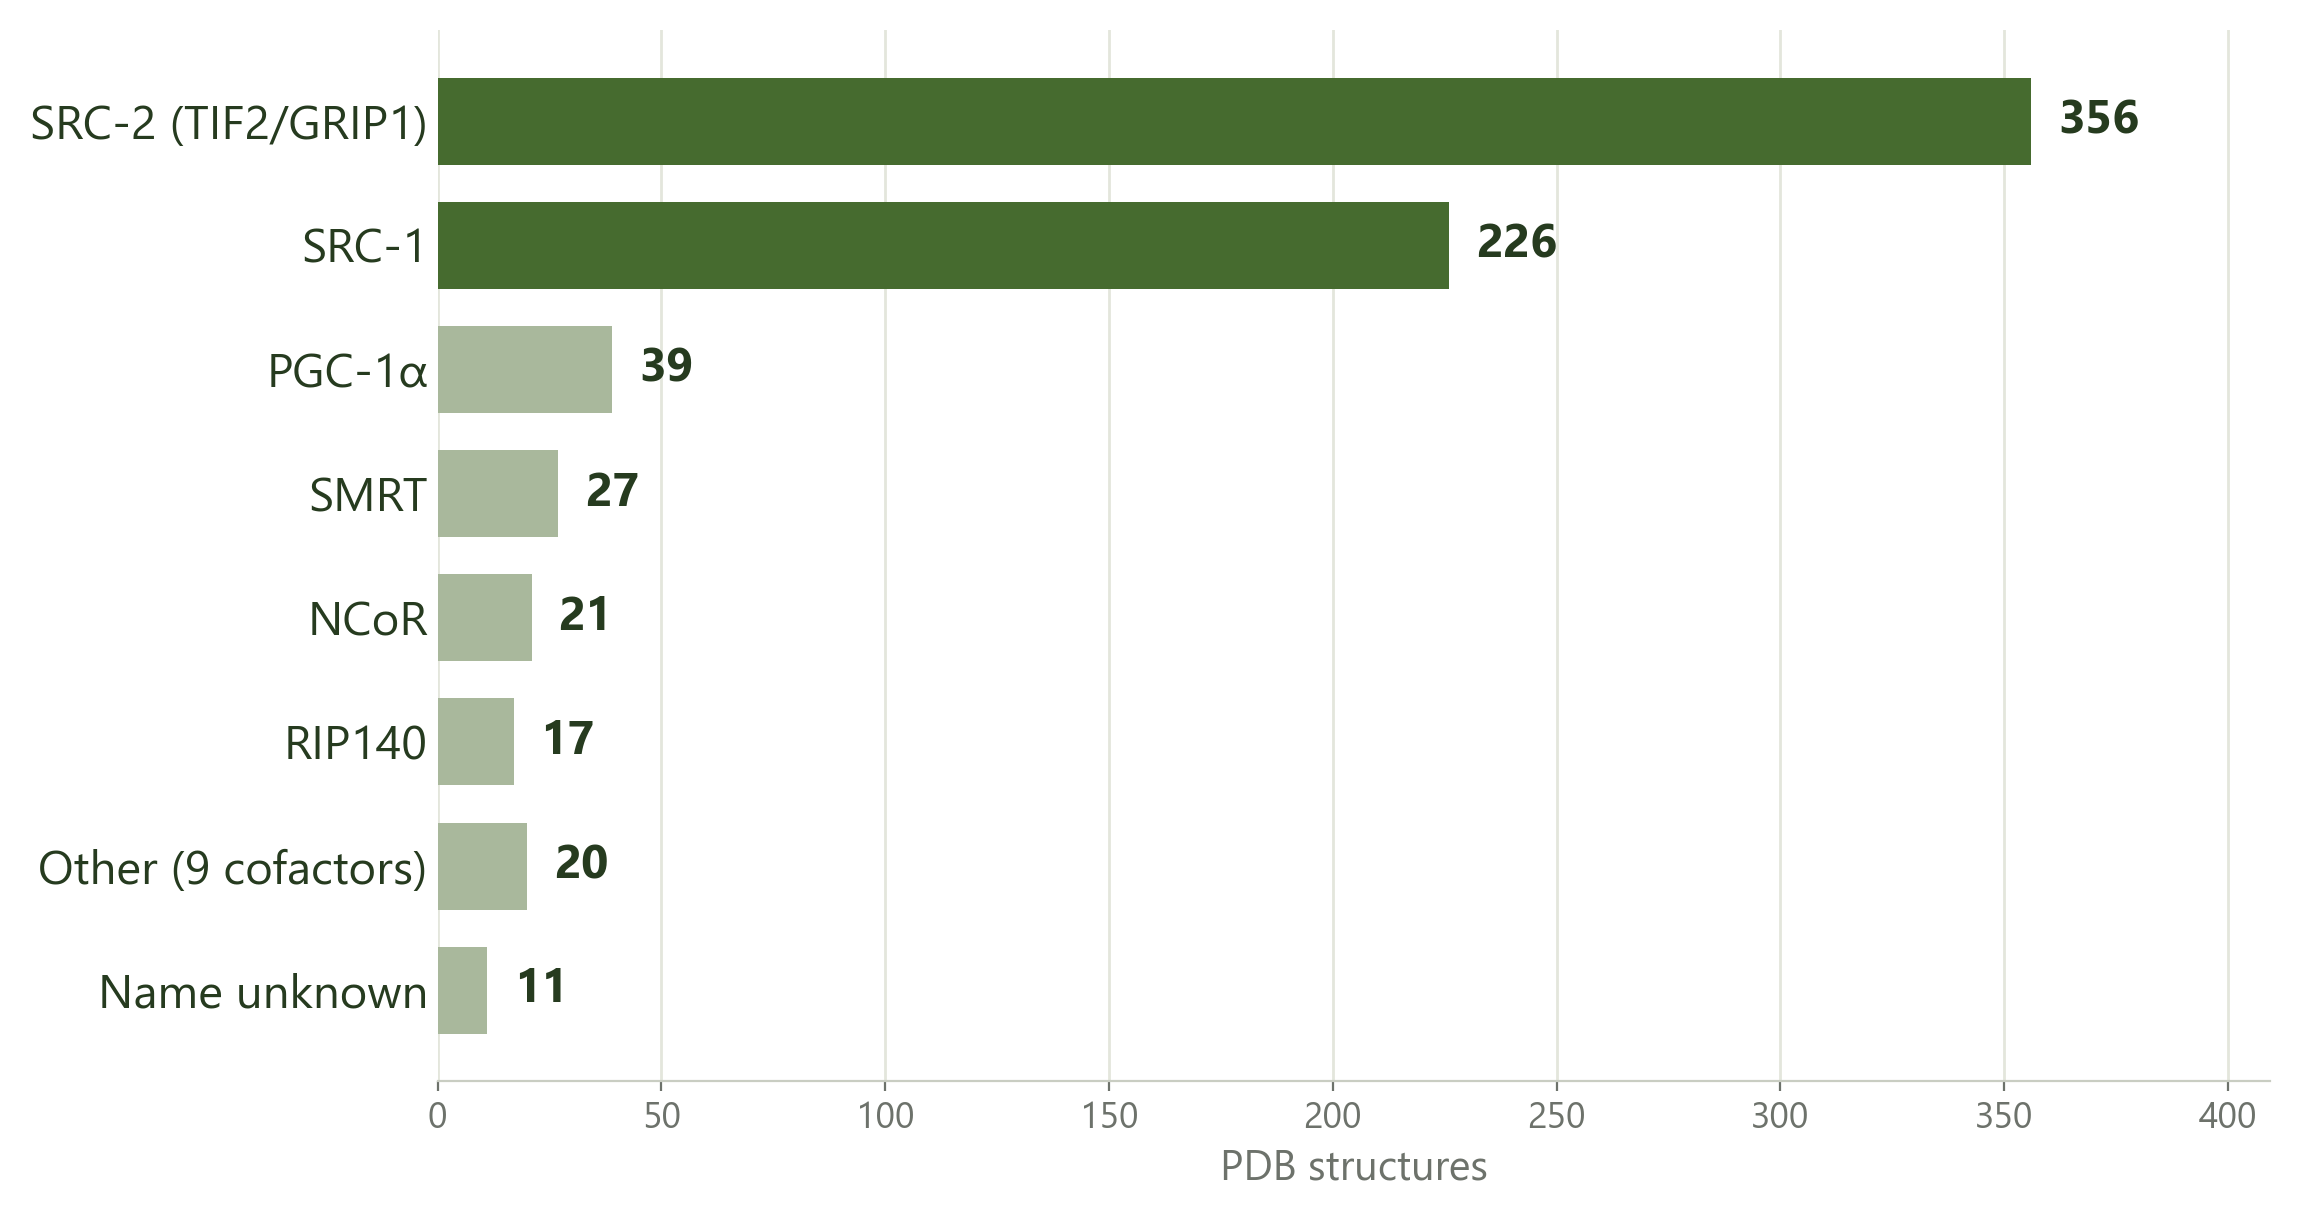 SRC-2 (TIF2/GRIP1) 356
SRC-1 226
PGC-1α 39
SMRT 27
NCoR 21
RIP140 17
Other (9 cofactors) 20
Name unknown 11
0 50 100 150 200 250 300 350 400
PDB structures